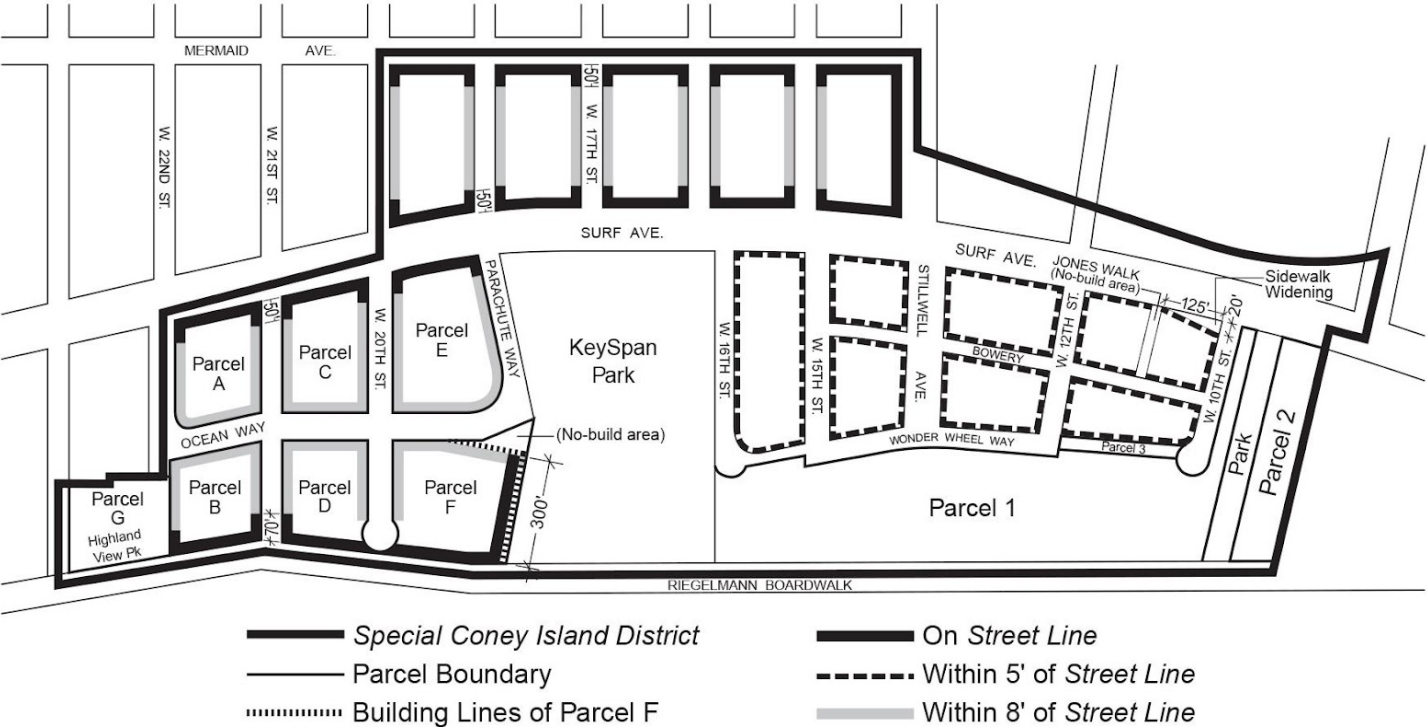 MERMAID AVE.
W. 22ND ST.
W. 21ST ST.
50'
W. 17TH ST.
50'
SURF AVE.
SURF AVE.
JONES WALK
(No-build area)
Sidewalk
Widening
125'
20'
50'
W. 20TH ST.
PARACHUTE WAY
Parcel
A
Parcel
C
Parcel
E
KeySpan
Park
W. 16TH ST.
W. 15TH ST.
STILLWELL AVE.
BOWERY
W. 12TH ST.
W. 10TH ST.
OCEAN WAY
(No-build area)
WONDER WHEEL WAY
Parcel 3
Park
Parcel 2
Parcel
G
Highland
View Pk
Parcel
B
70'
Parcel
D
Parcel
F
300'
Parcel 1
RIEGELMANN BOARDWALK
Special Coney Island District
Parcel Boundary
Building Lines of Parcel F
On Street Line
Within 5' of Street Line
Within 8' of Street Line